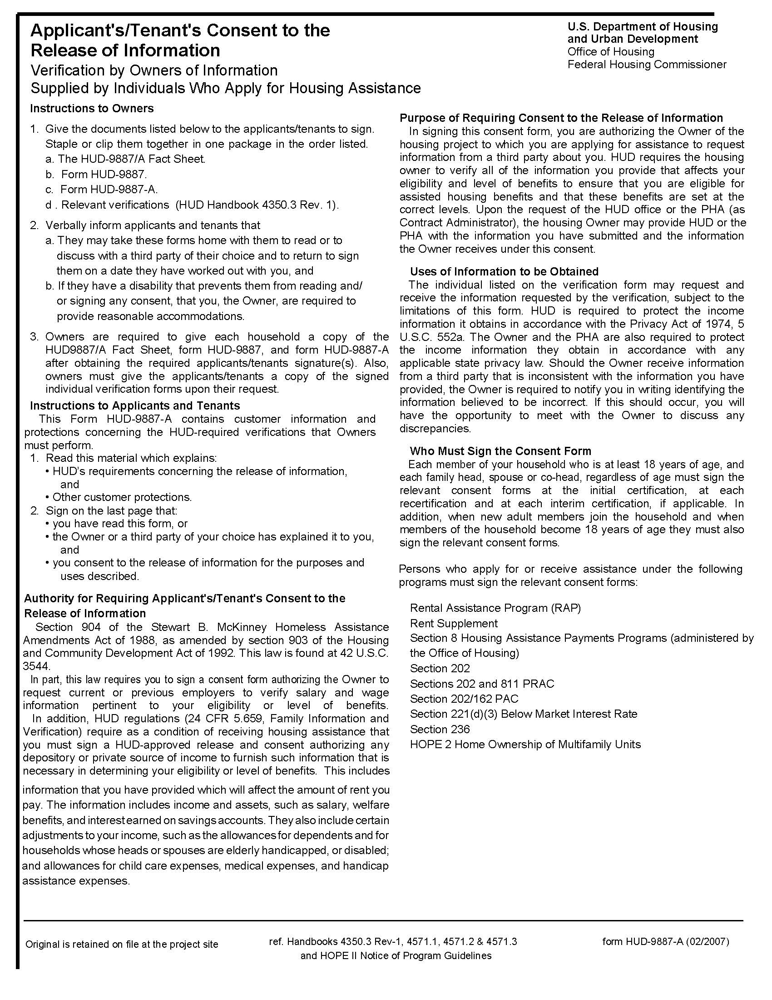 Applicant's/Tenant's Consent to the
Release of Information
Verification by Owners of Information
Supplied by Individuals Who Apply for Housing Assistance
U.S. Department of Housing
and Urban Development
Office of Housing
Federal Housing Commissioner
Instructions to Owners
1. Give the documents listed below to the applicants/tenants to sign.
Staple or clip them together in one package in the order listed.
a. The HUD-9887/A Fact Sheet.
b. Form HUD-9887.
c. Form HUD-9887-A.
d . Relevant verifications (HUD Handbook 4350.3 Rev. 1).
2. Verbally inform applicants and tenants that
a. They may take these forms home with them to read or to
discuss with a third party of their choice and to return to sign
them on a date they have worked out with you, and
b. If they have a disability that prevents them from reading and/
or signing any consent, that you, the Owner, are required to
provide reasonable accommodations.
3. Owners are required to give each household a copy of the
HUD9887/A Fact Sheet, form HUD-9887, and form HUD-9887-A
after obtaining the required applicants/tenants signature(s). Also,
owners must give the applicants/tenants a copy of the signed
individual verification forms upon their request.
Instructions to Applicants and Tenants
This Form HUD-9887-A contains customer information and
protections concerning the HUD-required verifications that Owners
must perform.
1. Read this material which explains:
• HUD's requirements concerning the release of information,
and
• Other customer protections.
2. Sign on the last page that:
• you have read this form, or
• the Owner or a third party of your choice has explained it to you,
and
• you consent to the release of information for the purposes and
uses described.
Authority for Requiring Applicant's/Tenant's Consent to the
Release of Information
Section 904 of the Stewart B. McKinney Homeless Assistance
Amendments Act of 1988, as amended by section 903 of the Housing
and Community Development Act of 1992. This law is found at 42 U.S.C.
3544.
In part, this law requires you to sign a consent form authorizing the Owner to
request current or previous employers to verify salary and wage
information pertinent to your eligibility or level of benefits.
In addition, HUD regulations (24 CFR 5.659, Family Information and
Verification) require as a condition of receiving housing assistance that
you must sign a HUD-approved release and consent authorizing any
depository or private source of income to furnish such information that is
necessary in determining your eligibility or level of benefits. This includes
information that you have provided which will affect the amount of rent you
pay. The information includes income and assets, such as salary, welfare
benefits, and interest earned on savings accounts. They also include certain
adjustments to your income, such as the allowances for dependents and for
households whose heads or spouses are elderly handicapped, or disabled;
and allowances for child care expenses, medical expenses, and handicap
assistance expenses.
Purpose of Requiring Consent to the Release of Information
In signing this consent form, you are authorizing the Owner of the
housing project to which you are applying for assistance to request
information from a third party about you. HUD requires the housing
owner to verify all of the information you provide that affects your
eligibility and level of benefits to ensure that you are eligible for
assisted housing benefits and that these benefits are set at the
correct levels. Upon the request of the HUD office or the PHA (as
Contract Administrator), the housing Owner may provide HUD or the
PHA with the information you have submitted and the information
the Owner receives under this consent.
Uses of Information to be Obtained
The individual listed on the verification form may request and
receive the information requested by the verification, subject to the
limitations of this form. HUD is required to protect the income
information it obtains in accordance with the Privacy Act of 1974, 5
U.S.C. 552a. The Owner and the PHA are also required to protect
the income information they obtain in accordance with any
applicable state privacy law. Should the Owner receive information
from a third party that is inconsistent with the information you have
provided, the Owner is required to notify you in writing identifying the
information believed to be incorrect. If this should occur, you will
have the opportunity to meet with the Owner to discuss any
discrepancies.
Who Must Sign the Consent Form
Each member of your household who is at least 18 years of age, and
each family head, spouse or co-head, regardless of age must sign the
relevant consent forms at the initial certification, at each
recertification and at each interim certification, if applicable. In
addition, when new adult members join the household and when
members of the household become 18 years of age they must also
sign the relevant consent forms.
Persons who apply for or receive assistance under the following
programs must sign the relevant consent forms:
Rental Assistance Program (RAP)
Rent Supplement
Section 8 Housing Assistance Payments Programs (administered by
the Office of Housing)
Section 202
Sections 202 and 811 PRAC
Section 202/162 PAC
Section 221(d)(3) Below Market Interest Rate
Section 236
HOPE 2 Home Ownership of Multifamily Units
Original is retained on file at the project site
ref. Handbooks 4350.3 Rev-1, 4571.1, 4571.2 & 4571.3
and HOPE II Notice of Program Guidelines
form HUD-9887-A (02/2007)